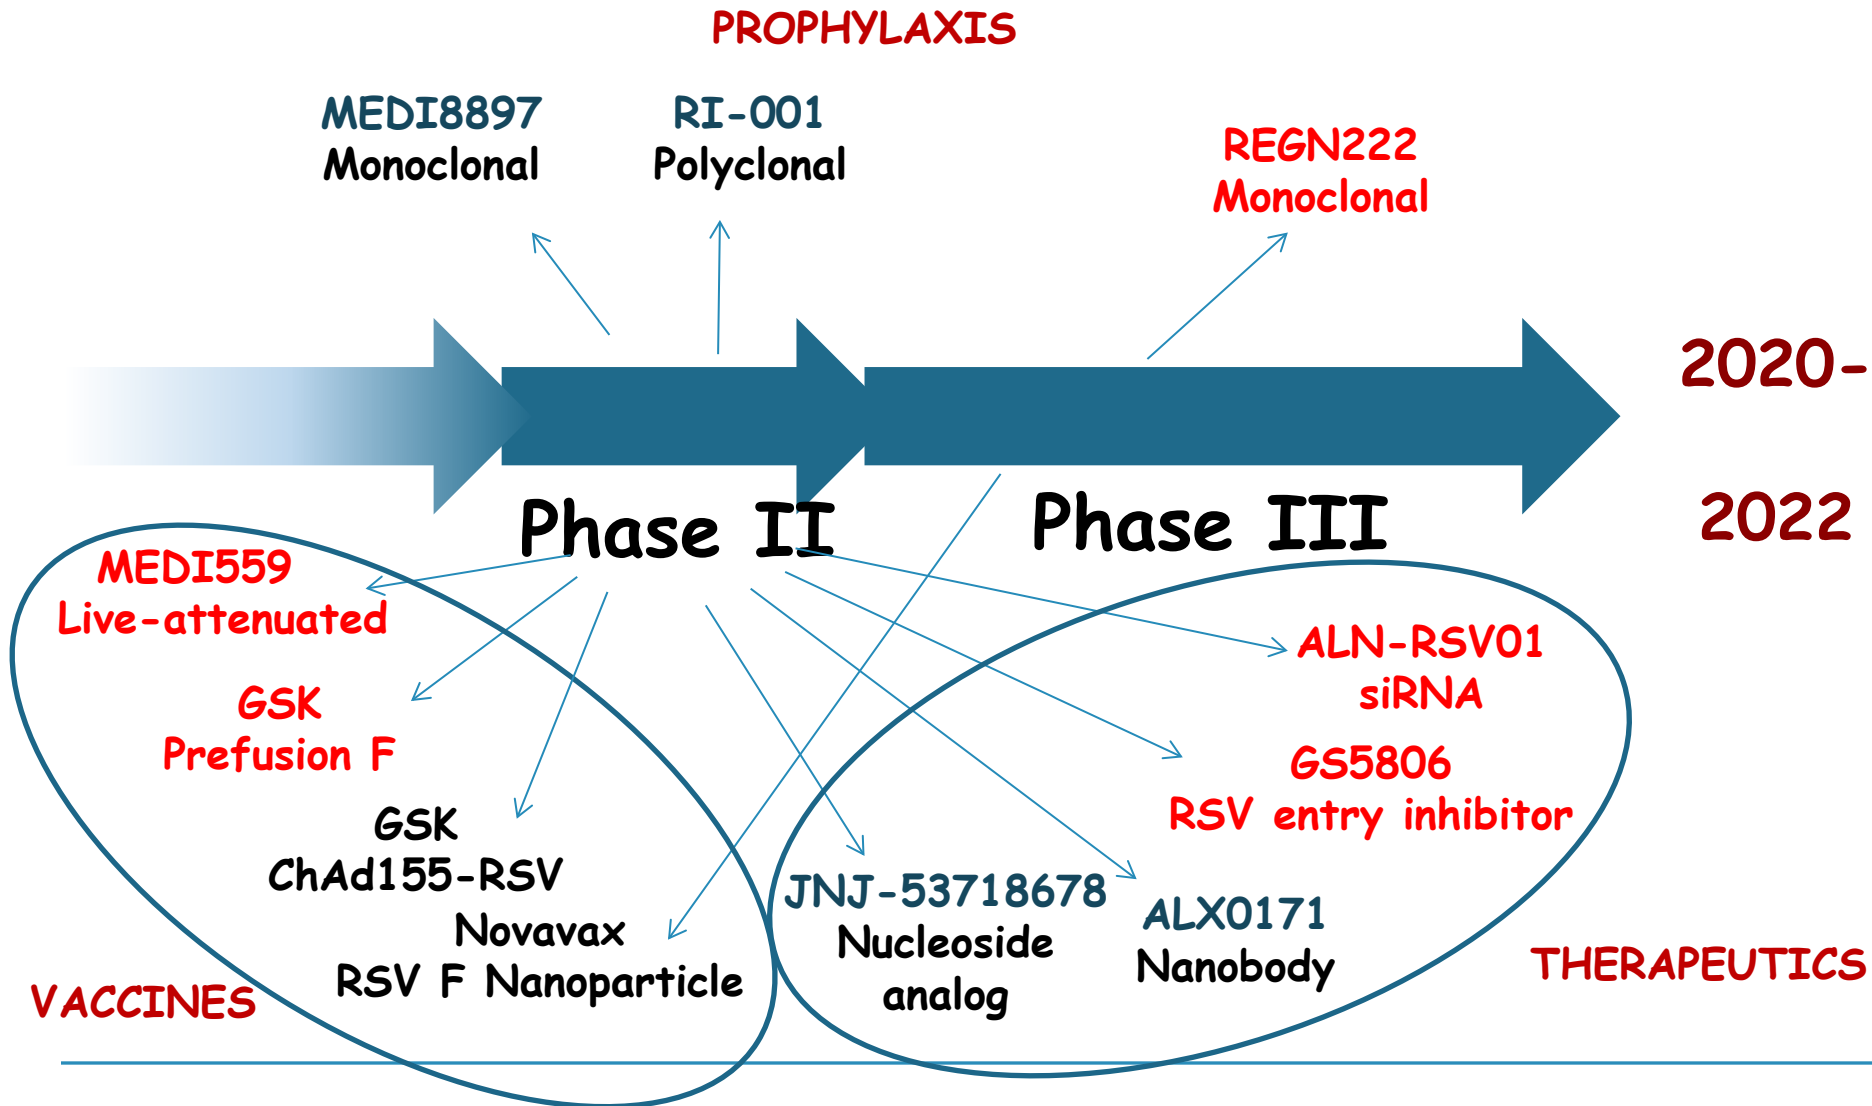 PROPHYLAXIS
MEDI8897
Monoclonal
RI-001
Polyclonal
REGN222
Monoclonal
2020-
2022
Phase II
Phase III
MEDI559
Live-attenuated
GSK
Prefusion F
GSK
ChAd155-RSV
Novavax
RSV F Nanoparticle
VACCINES
ALN-RSV01
siRNA
GS5806
RSV entry inhibitor
JNJ-53718678
Nucleoside
analog
ALX0171
Nanobody
THERAPEUTICS